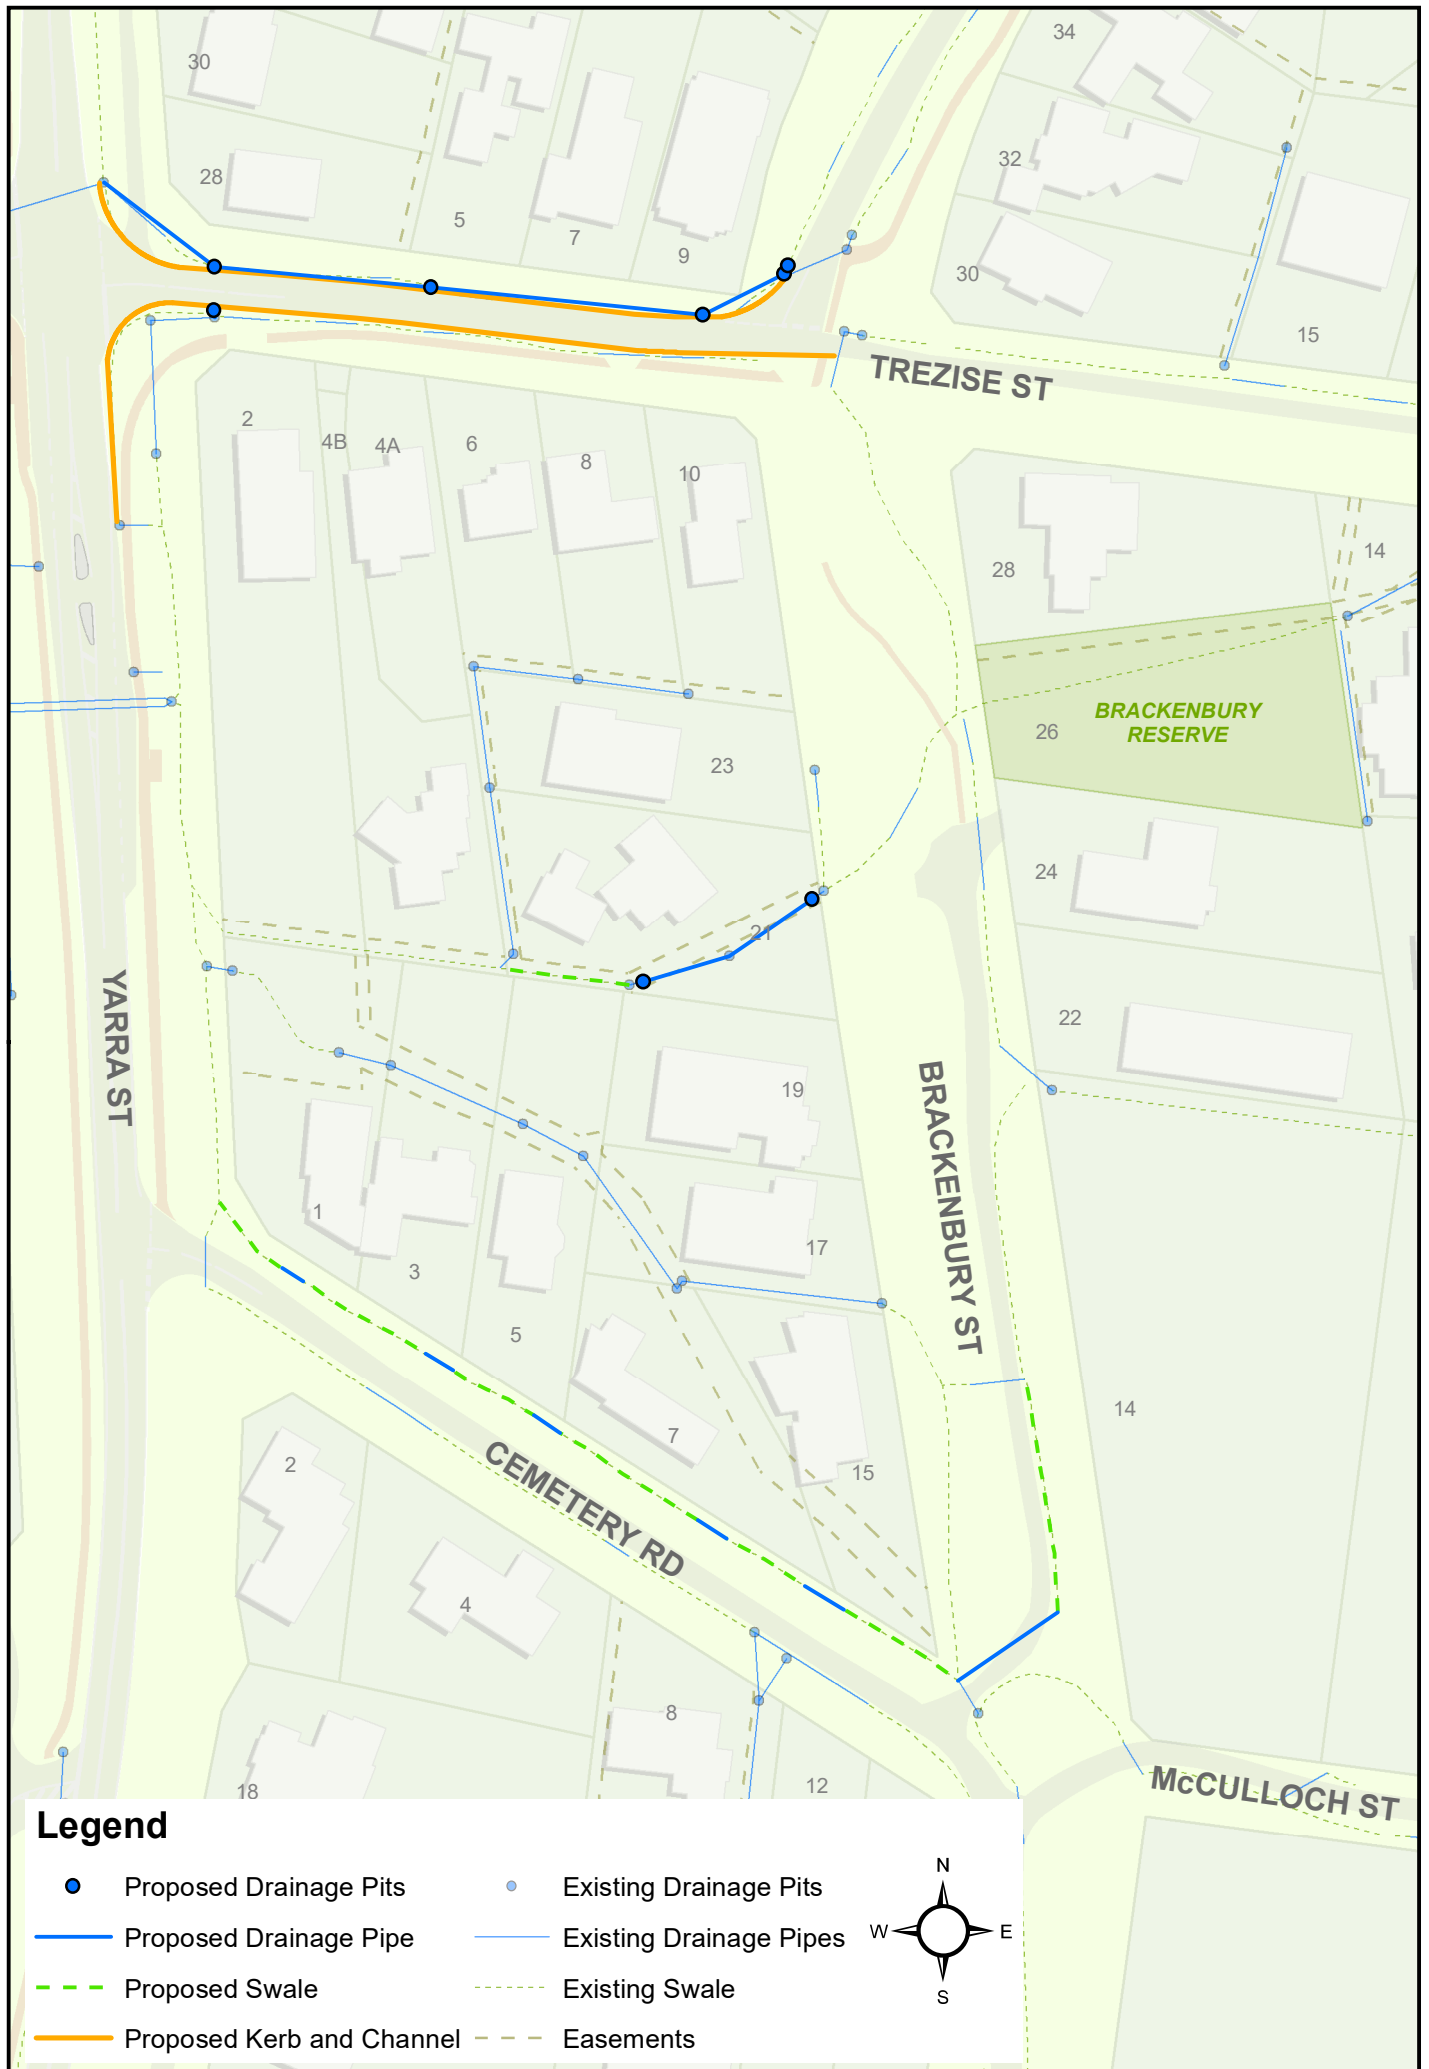 30
34
28
5
7
9
32
30
15
TREZISE ST
2
4B
4A
6
8
10
28
14
23
26
BRACKENBURY
RESERVE
24
21
22
YARRA ST
19
BRACKENBURY ST
1
3
17
5
14
7
15
2
CEMETERY RD
4
8
12
18
McCULLOCH ST
Legend
Proposed Drainage Pits
Existing Drainage Pits
Proposed Drainage Pipe
Existing Drainage Pipes
Proposed Swale
Existing Swale
Proposed Kerb and Channel
Easements
N
W
E
S